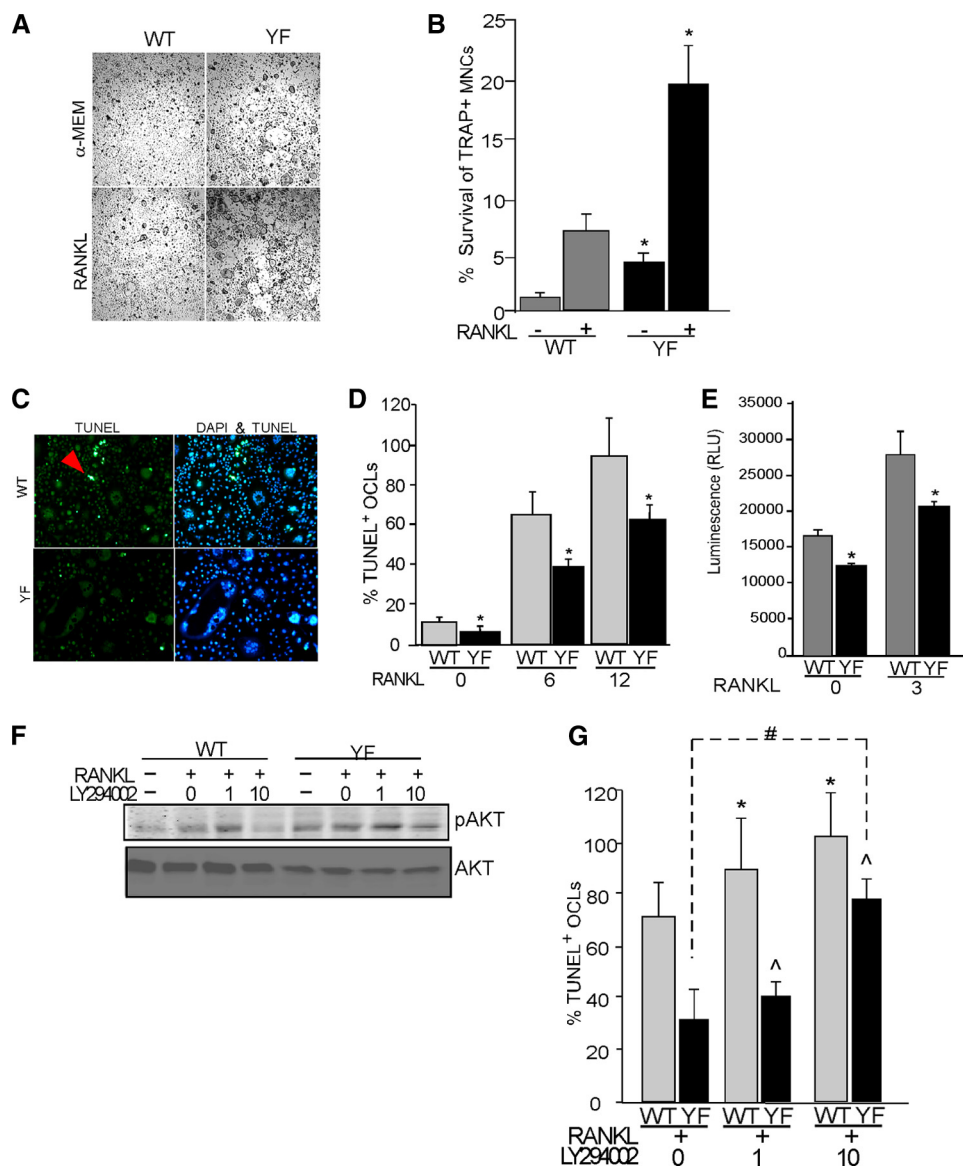 A
WT YF
α-MEM
RANKL
B
% Survival of TRAP+ MNCs
25
20
15
10
5
0
* * *
RANKL - + - +
WT YF
C
TUNEL DAPI & TUNEL
WT
YF
D
% TUNEL+ OCLs
120
100
80
60
40
20
0
* * *
WT YF WT YF WT YF
RANKL 0 6 12
E
Luminescence (RLU)
50000
35000
30000
25000
20000
15000
10000
5000
0
* *
WT YF WT YF
RANKL 0 3
F
WT YF
RANKL – + + + – + + +
LY294002 – 0 1 10 – 0 1 10
pAKT
AKT
G
#
% TUNEL+ OCLs
120
100
80
60
40
20
0
* ^ * ^
WT YF WT YF WT YF
RANKL + + +
LY294002 0 1 10